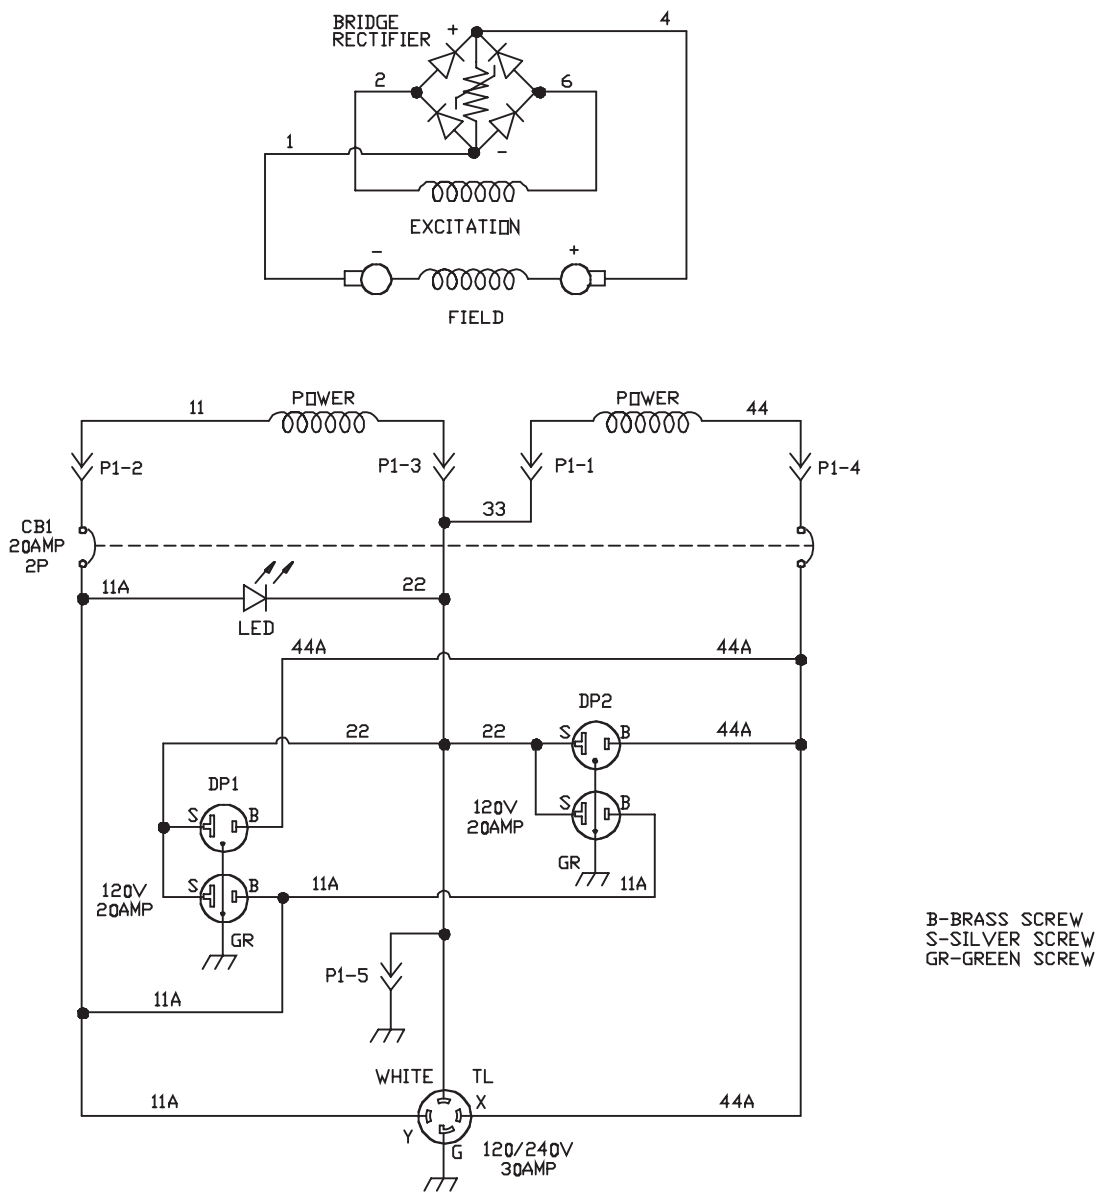 BRIDGE
RECTIFIER
+
4
2
6
1
-
EXCITATION
-
+
FIELD
11
POWER
POWER
44
P1-2
P1-3
P1-1
P1-4
33
CB1
20AMP
2P
11A
22
LED
44A
44A
DP2
22
22
S
B
44A
DP1
S
B
S
B
120V
20AMP
GR
S
B
11A
11A
120V
20AMP
GR
B-BRASS SCREW
S-SILVER SCREW
GR-GREEN SCREW
P1-5
11A
WHITE
TL
11A
X
44A
Y
G
120/240V
30AMP